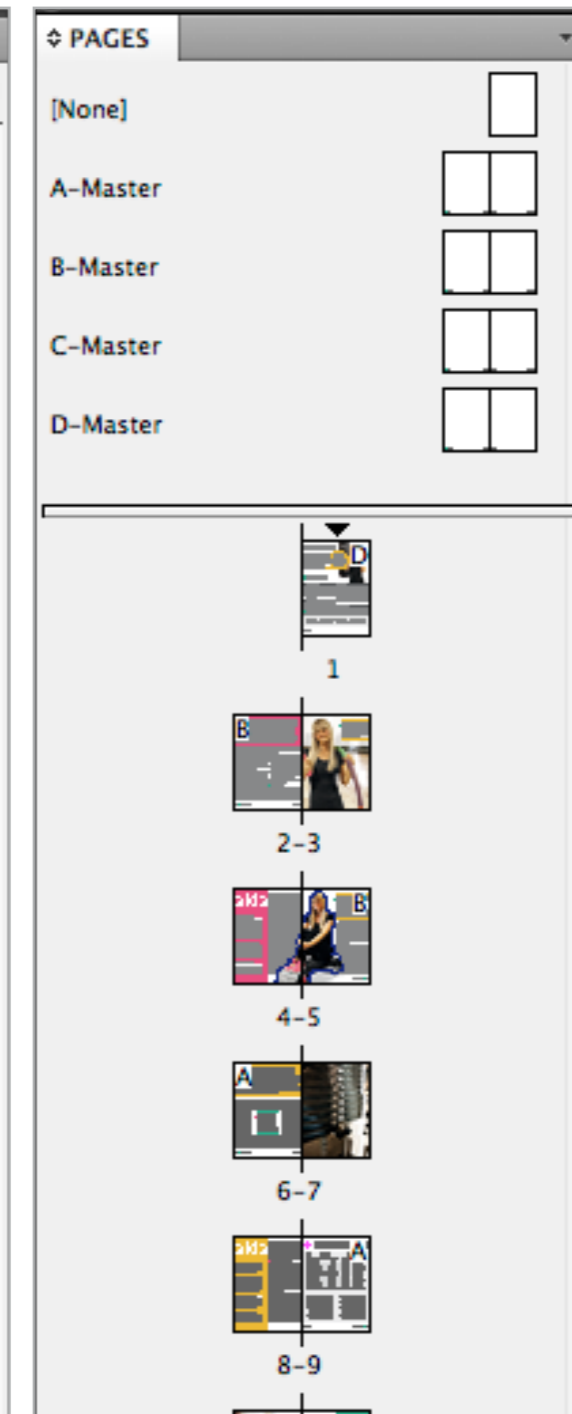 PAGES
[None]
A-Master
B-Master
C-Master
D-Master
D
1
B
2-3
B
4-5
A
6-7
A
8-9